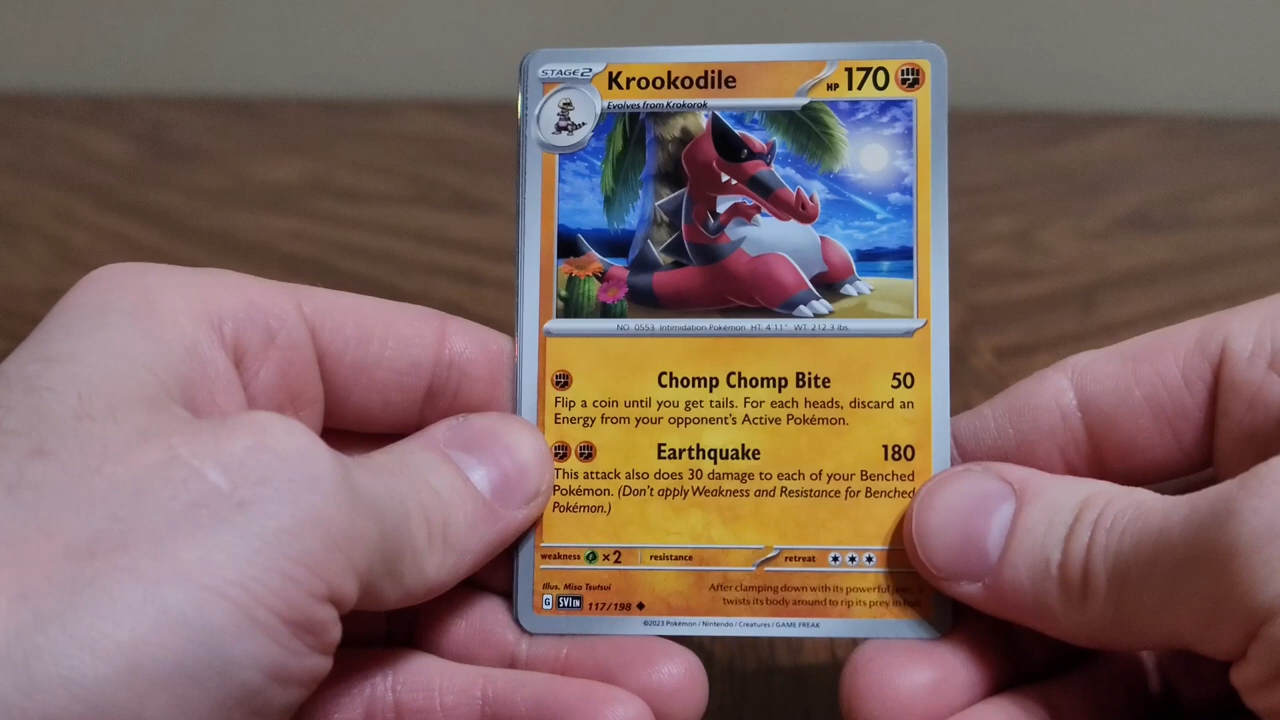 STAGE2
Krookodile
HP 170
Evolves from Krokorok
NO. 0553 Intimidation Pokémon HT: 4'11" WT: 212.3 lbs.
Chomp Chomp Bite 50
Flip a coin until you get tails. For each heads, discard an
Energy from your opponent's Active Pokémon.
Earthquake 180
This attack also does 30 damage to each of your Benched
Pokémon. (Don't apply Weakness and Resistance for Benched
Pokémon.)
weakness ×2 resistance retreat
Illus. Misa Tsutsui
After clamping down with its powerful jaws, it
twists its body around to rip its prey in half.
G SVI EN 117/198
©2023 Pokémon / Nintendo / Creatures / GAME FREAK